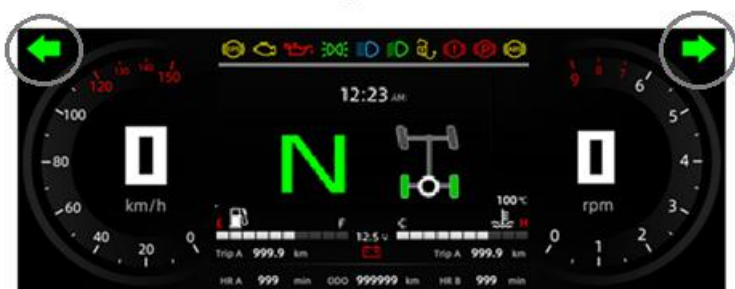 12:23 AM
120 130 140 150
100
80
60
40
20
0
0
km/h
N
9 8 7 6
5
4
3
2
1
0
0
rpm
100°C
E F C H
12.5 V
Trip A 999.9 km
Trip A 999.9 km
HR A 999 min ODO 999999 km HR B 999 min